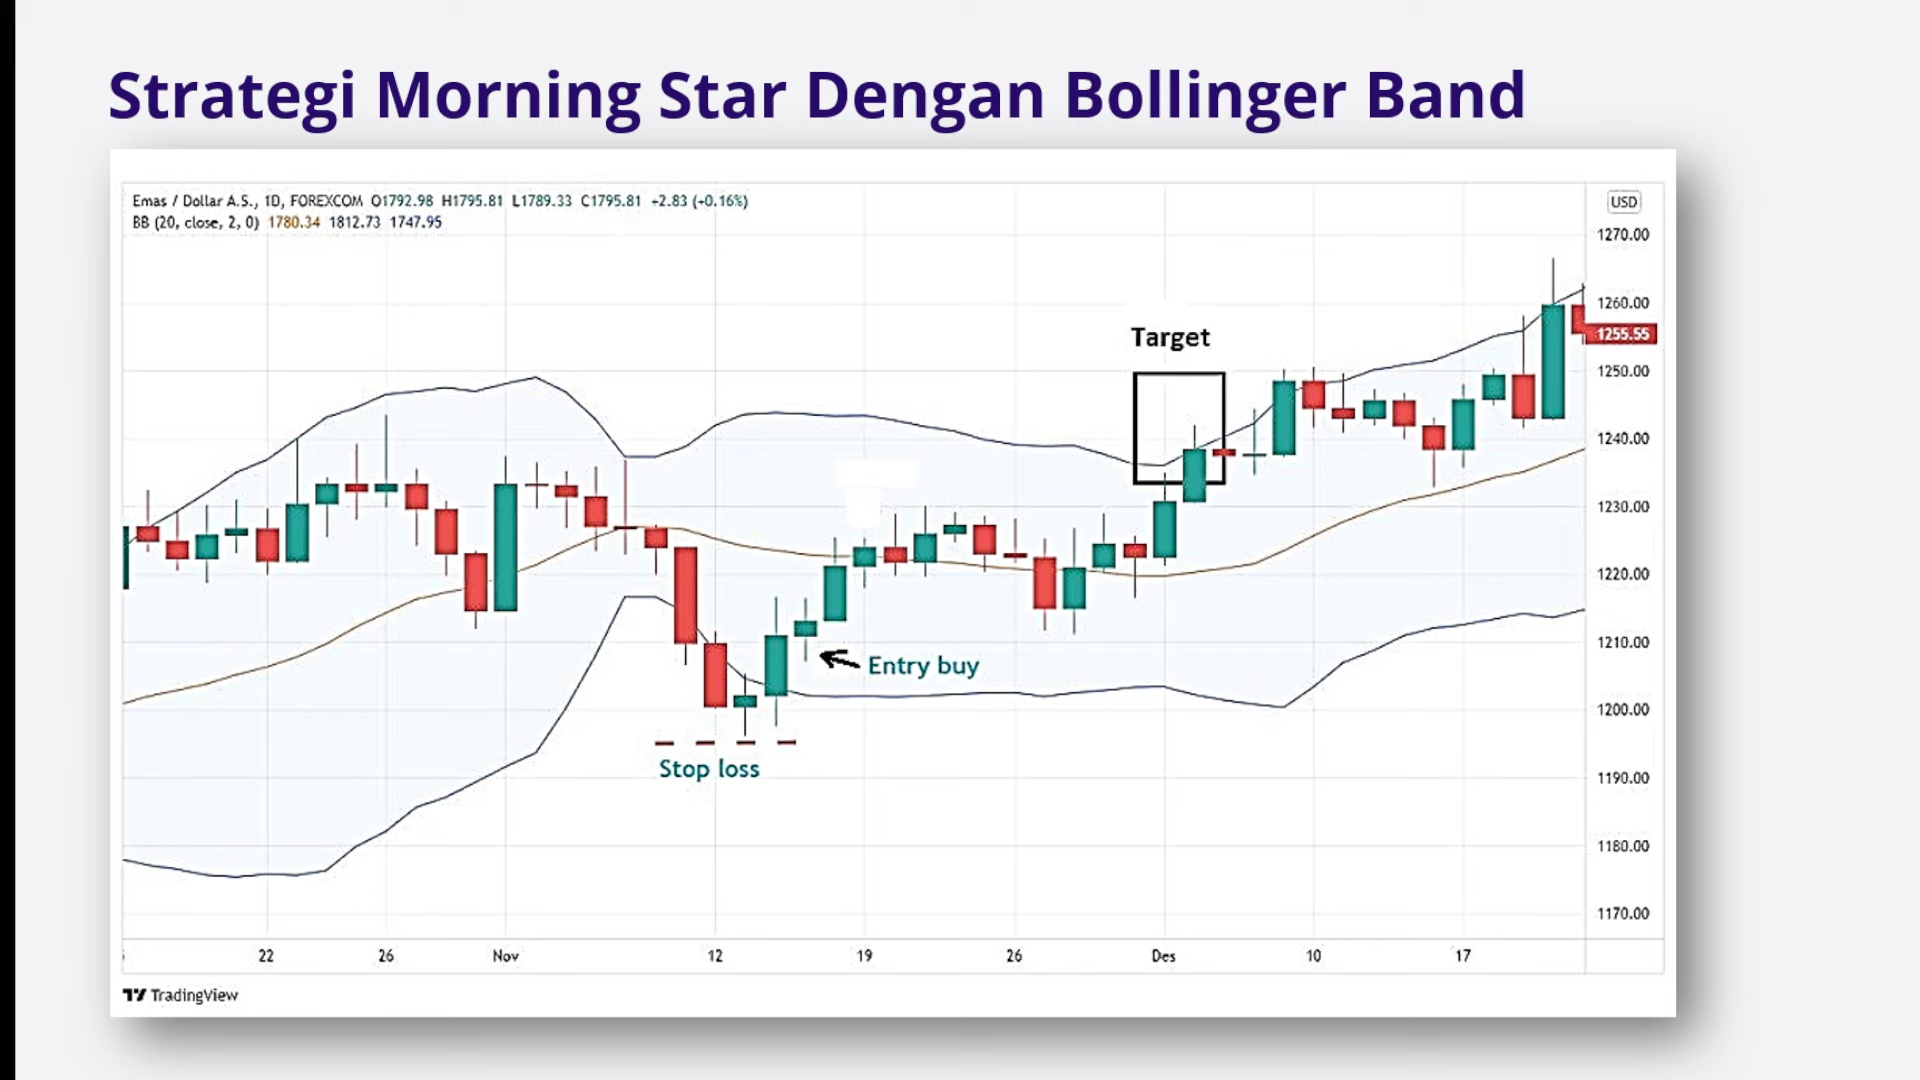 Strategi Morning Star Dengan Bollinger Band
Emas / Dollar A.S., 1D, FOREXCOM O1792.98 H1795.81 L1789.33 C1795.81 +2.83 (+0.16%)
BB (20, close, 2, 0) 1780.34 1812.73 1747.95
USD
1270.00
1260.00
1255.55
Target
1250.00
1240.00
1230.00
1220.00
1210.00
Entry buy
1200.00
Stop loss
1190.00
1180.00
1170.00
22 26 Nov 12 19 26 Des 10 17
TradingView